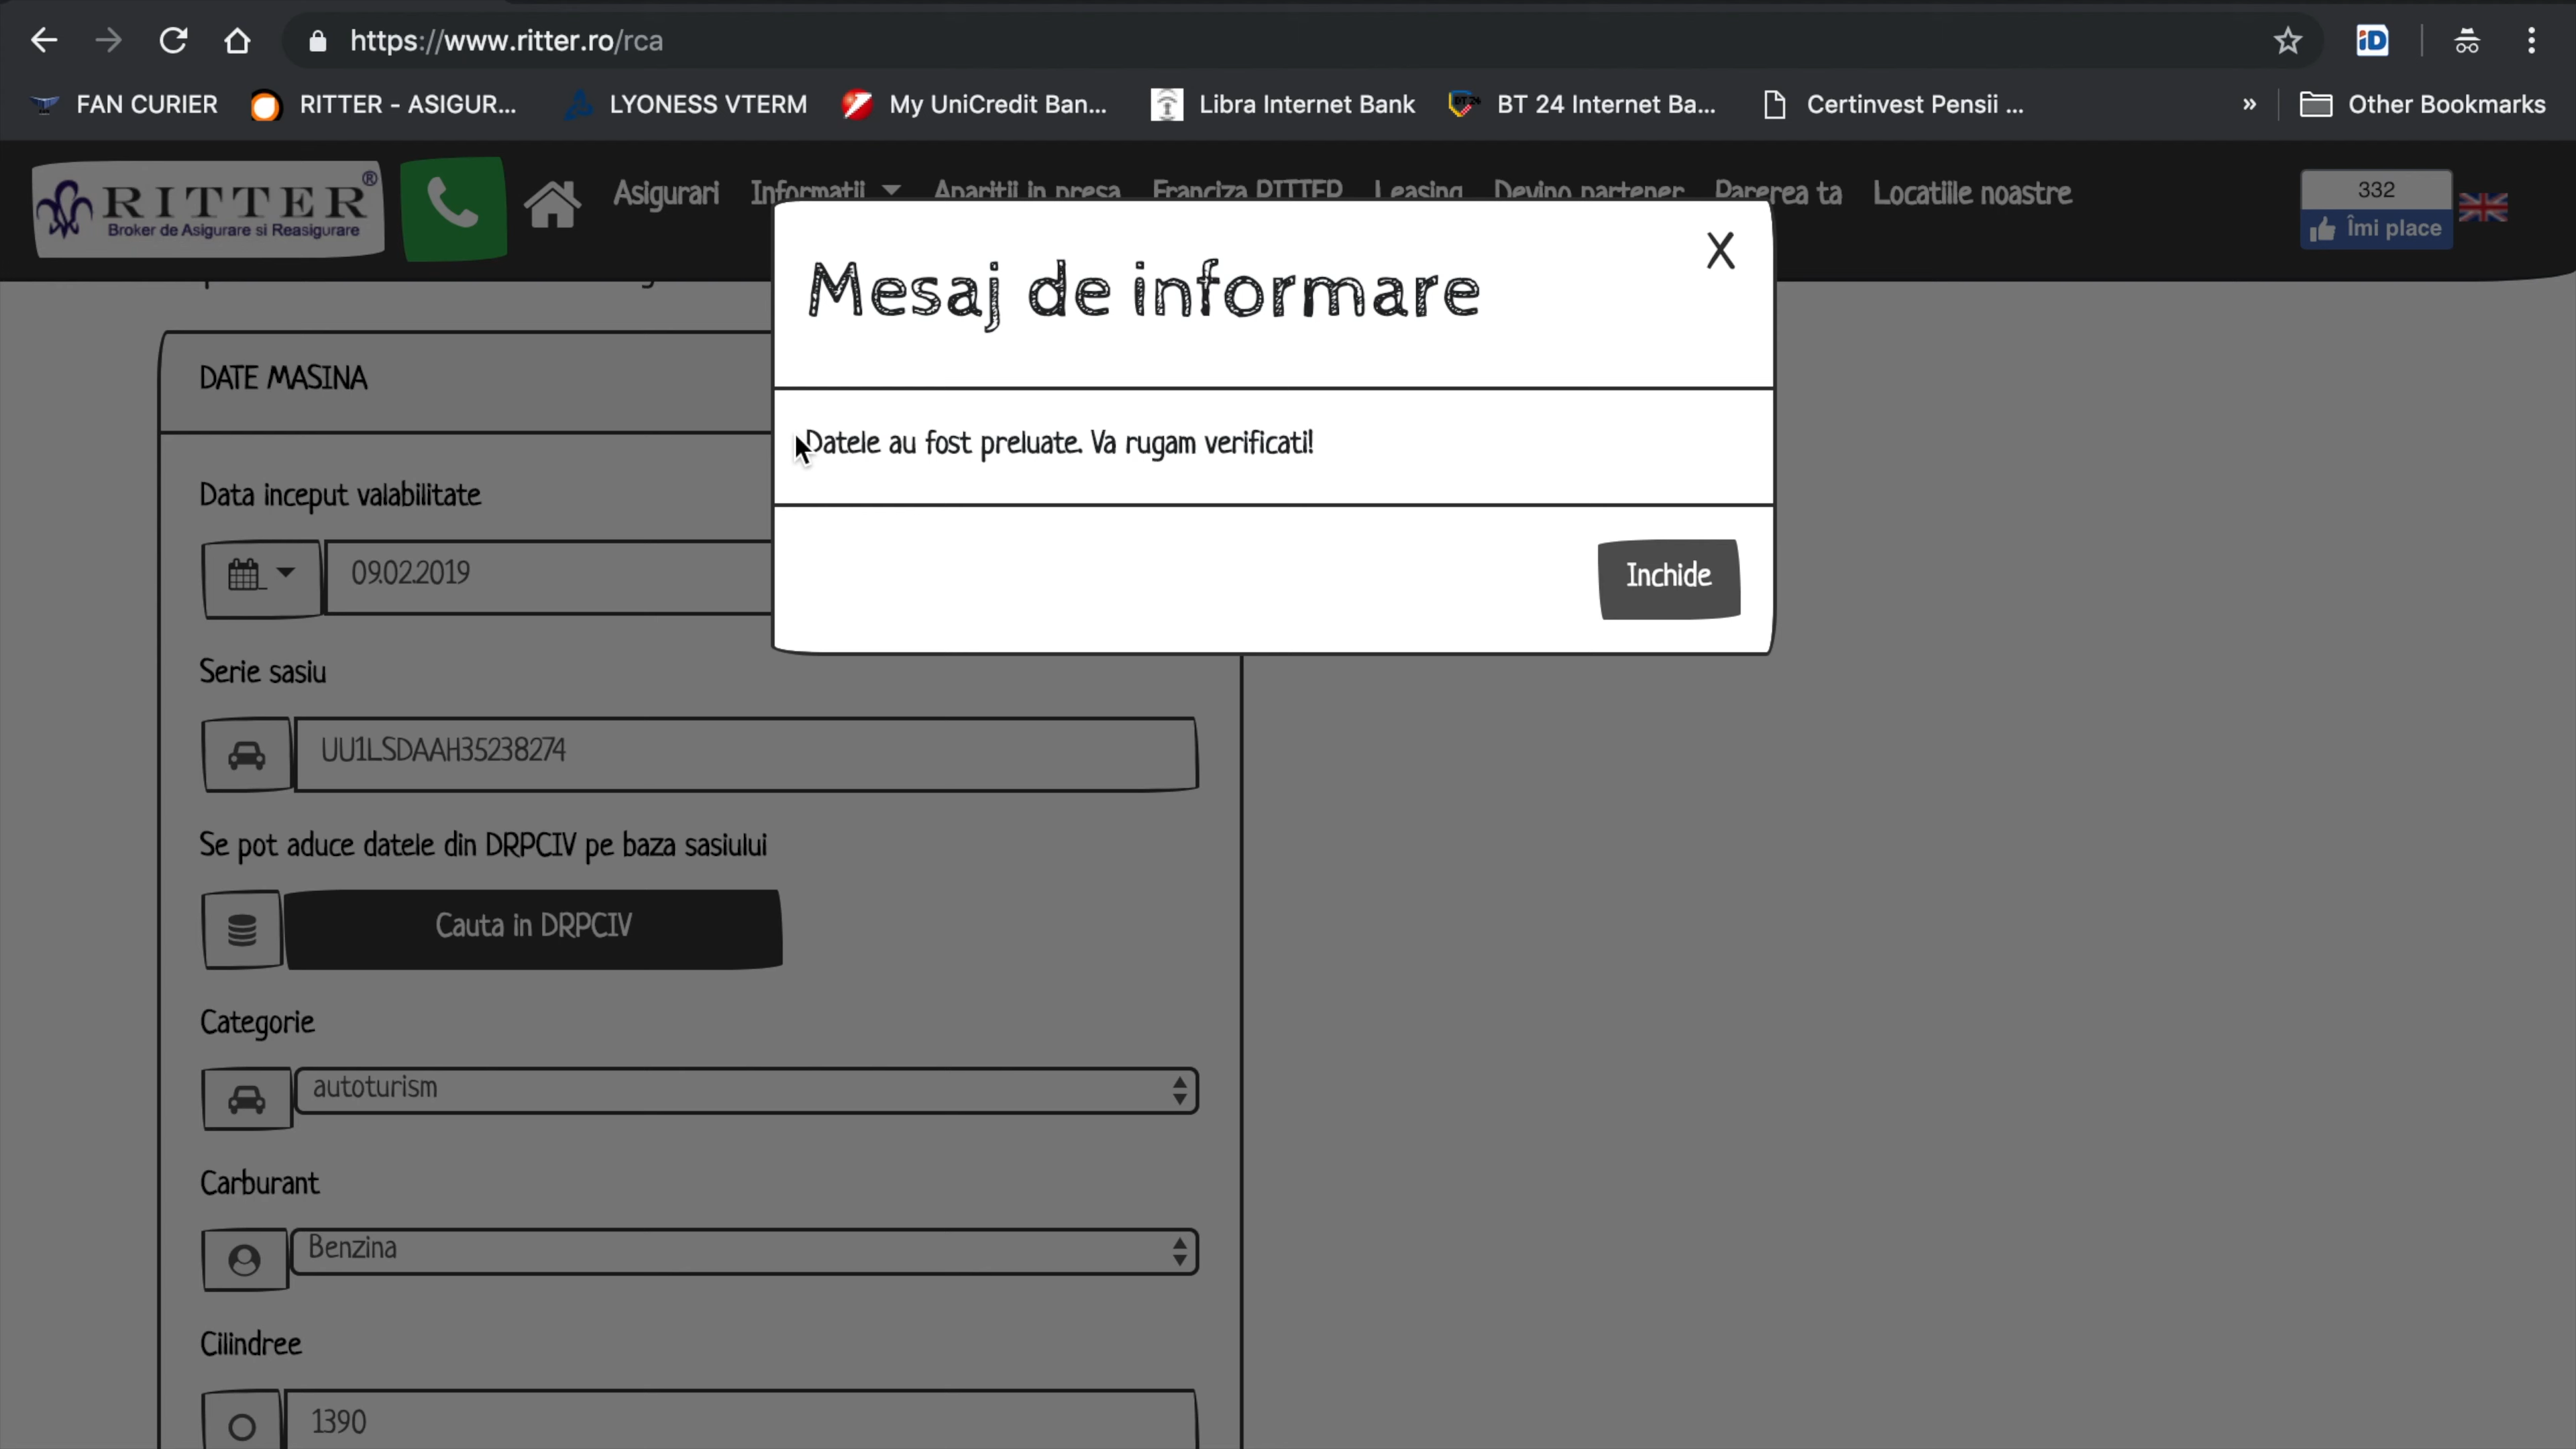 https://www.ritter.ro/rca
FAN CURIER
RITTER - ASIGUR...
LYONESS VTERM
My UniCredit Ban...
Libra Internet Bank
BT 24 Internet Ba...
Certinvest Pensii ...
»
Other Bookmarks
RITTER®
Broker de Asigurare si Reasigurare
Asigurari
Informatii
Aparitii in presa
Franciza RITTER
Leasing
Devino partener
Parerea ta
Locatiile noastre
332
Îmi place
Mesaj de informare
X
Datele au fost preluate. Va rugam verificati!
Inchide
DATE MASINA
Data inceput valabilitate
09.02.2019
Serie sasiu
UU1LSDAAH35238274
Se pot aduce datele din DRPCIV pe baza sasiului
Cauta in DRPCIV
Categorie
autoturism
Carburant
Benzina
Cilindree
1390